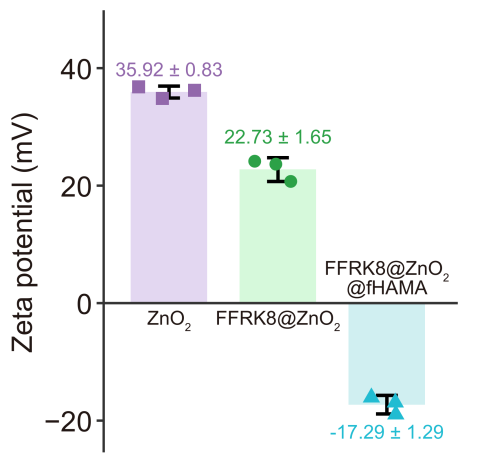 Zeta potential (mV)
40
20
0
−20
35.92 ± 0.83
22.73 ± 1.65
FFRK8@ZnO₂
@fHAMA
ZnO₂
FFRK8@ZnO₂
-17.29 ± 1.29